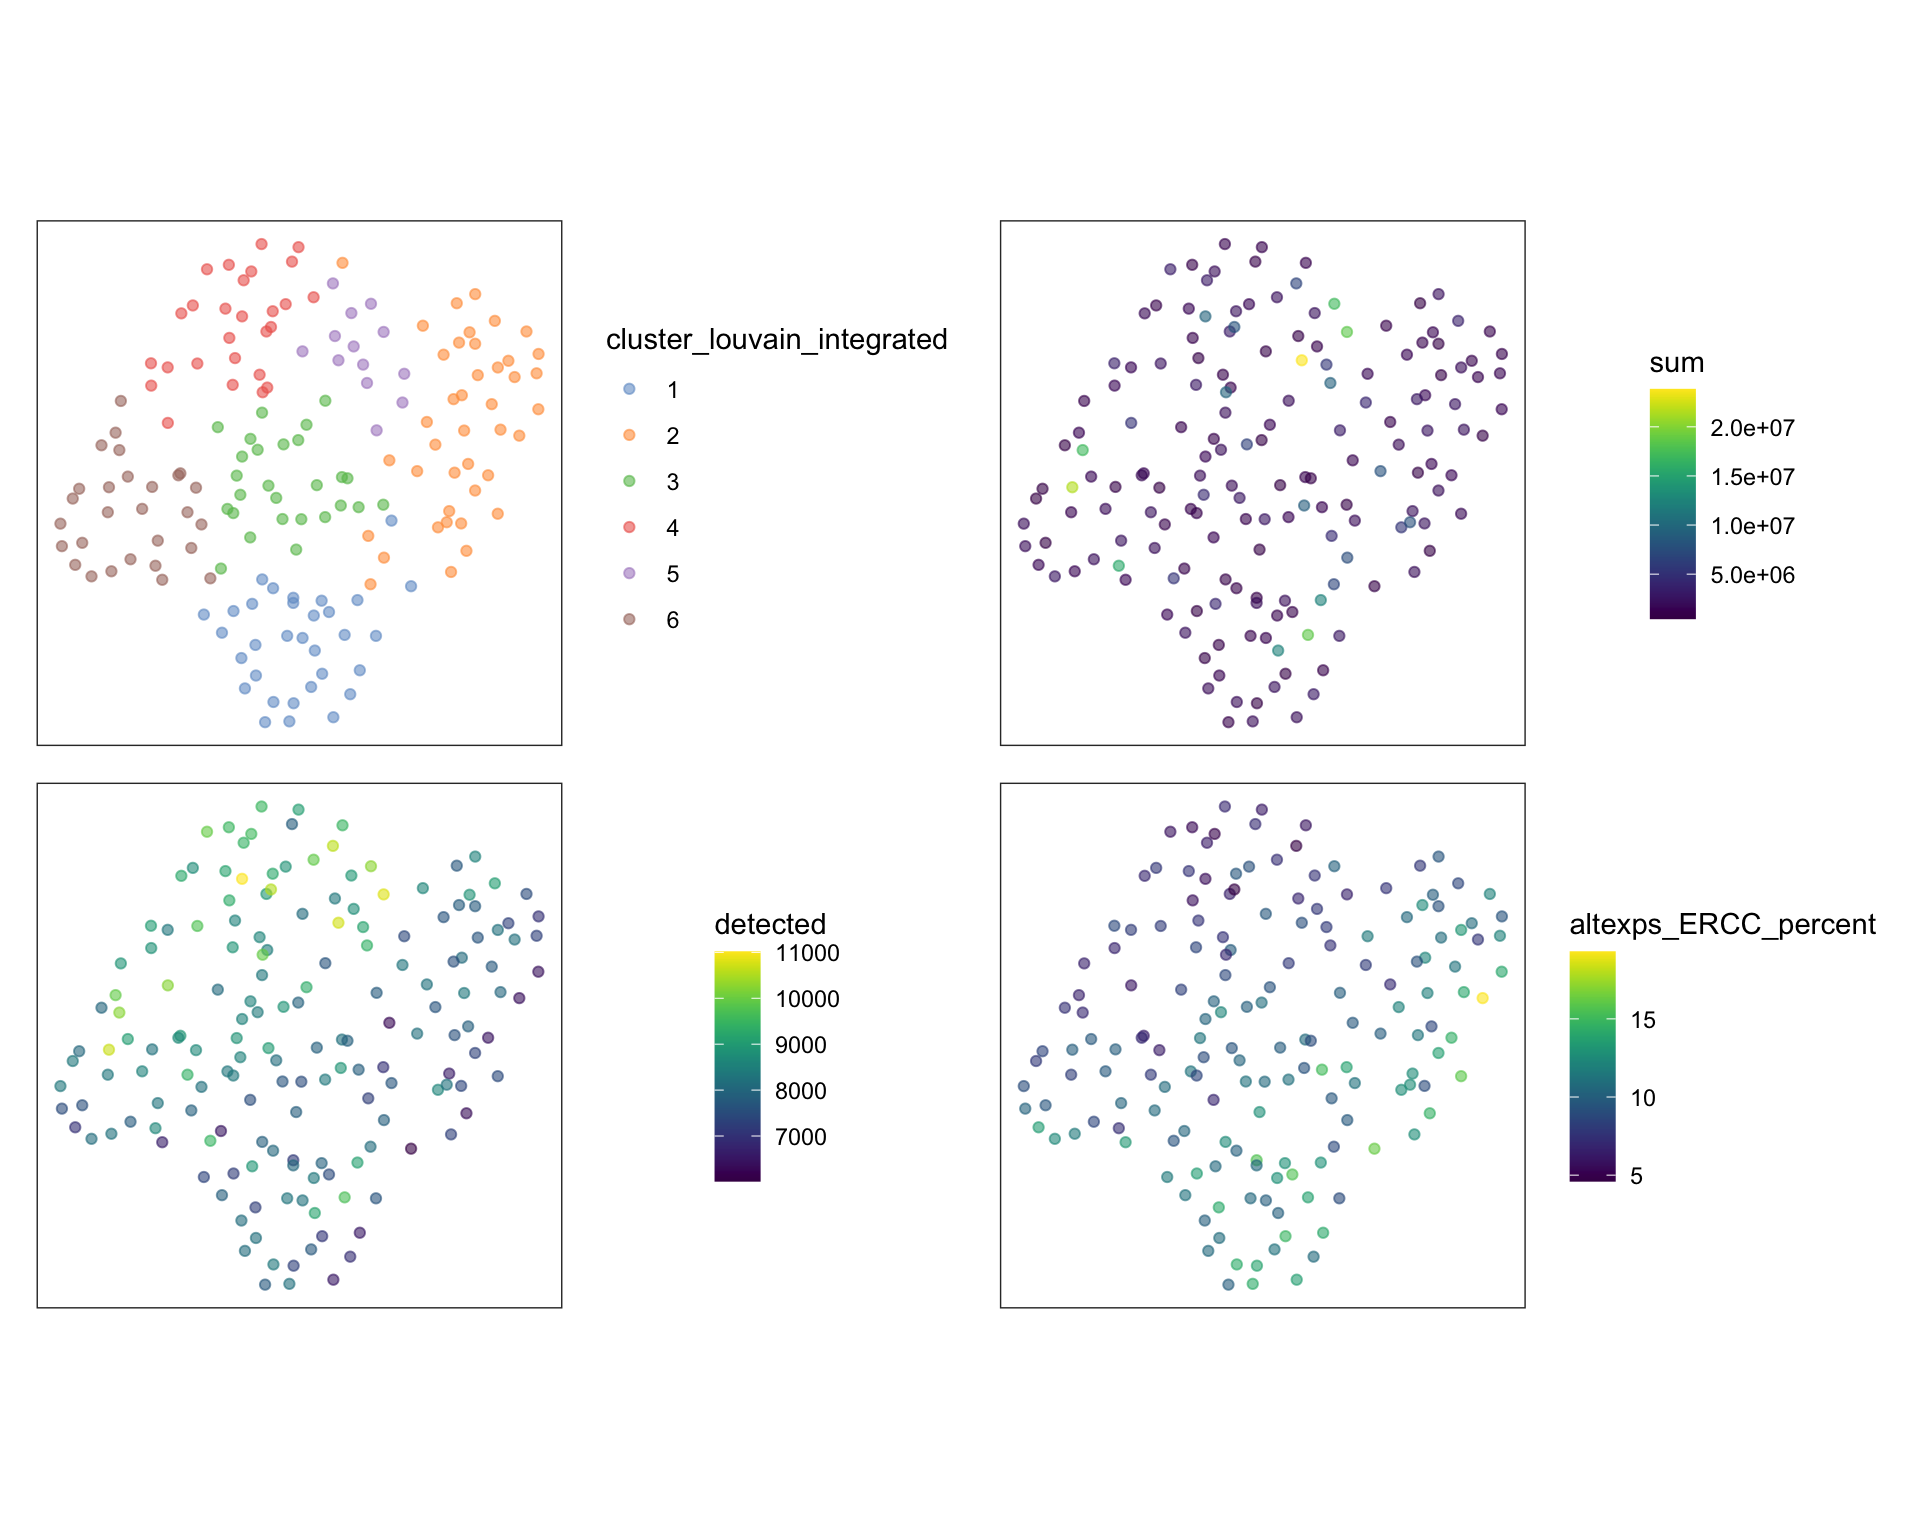 cluster_louvain_integrated
1
2
3
4
5
6
sum
2.0e+07
1.5e+07
1.0e+07
5.0e+06
detected
11000
10000
9000
8000
7000
altexps_ERCC_percent
15
10
5